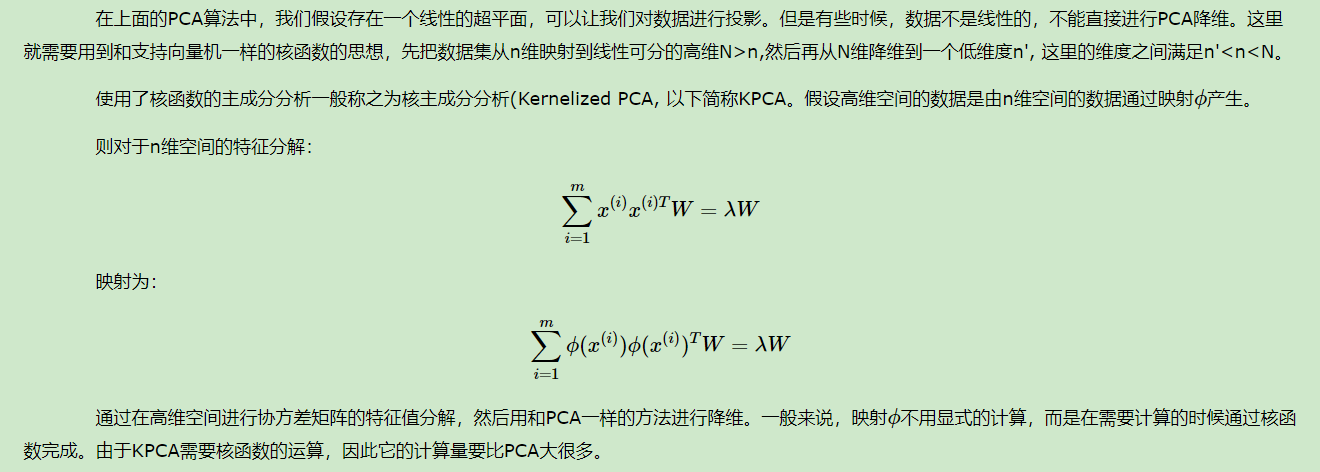 在上面的PCA算法中，我们假设存在一个线性的超平面，可以让我们对数据进行投影。但是有些时候，数据不是线性的，不能直接进行PCA降维。这里
就需要用到和支持向量机一样的核函数的思想，先把数据集从n维映射到线性可分的高维N>n,然后再从N维降维到一个低维度n', 这里的维度之间满足n'<n<N。
使用了核函数的主成分分析一般称之为核主成分分析(Kernelized PCA, 以下简称KPCA。假设高维空间的数据是由n维空间的数据通过映射ϕ产生。
则对于n维空间的特征分解：
$$\sum_{i=1}^{m} x^{(i)}x^{(i)T}W = \lambda W$$
映射为：
$$\sum_{i=1}^{m} \phi(x^{(i)})\phi(x^{(i)})^{T}W = \lambda W$$
通过在高维空间进行协方差矩阵的特征值分解，然后用和PCA一样的方法进行降维。一般来说，映射ϕ不用显式的计算，而是在需要计算的时候通过核函
数完成。由于KPCA需要核函数的运算，因此它的计算量要比PCA大很多。